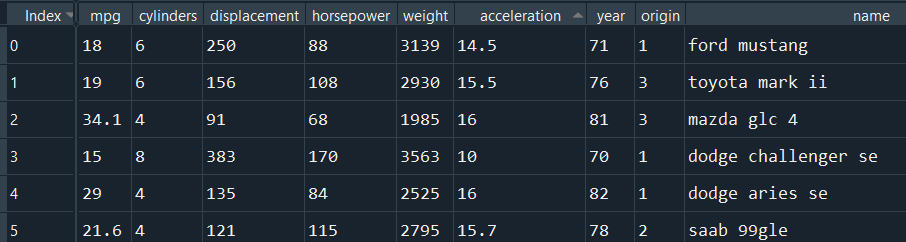 Index mpg cylinders displacement horsepower weight acceleration year origin name
0 18 6 250 88 3139 14.5 71 1 ford mustang
1 19 6 156 108 2930 15.5 76 3 toyota mark ii
2 34.1 4 91 68 1985 16 81 3 mazda glc 4
3 15 8 383 170 3563 10 70 1 dodge challenger se
4 29 4 135 84 2525 16 82 1 dodge aries se
5 21.6 4 121 115 2795 15.7 78 2 saab 99gle